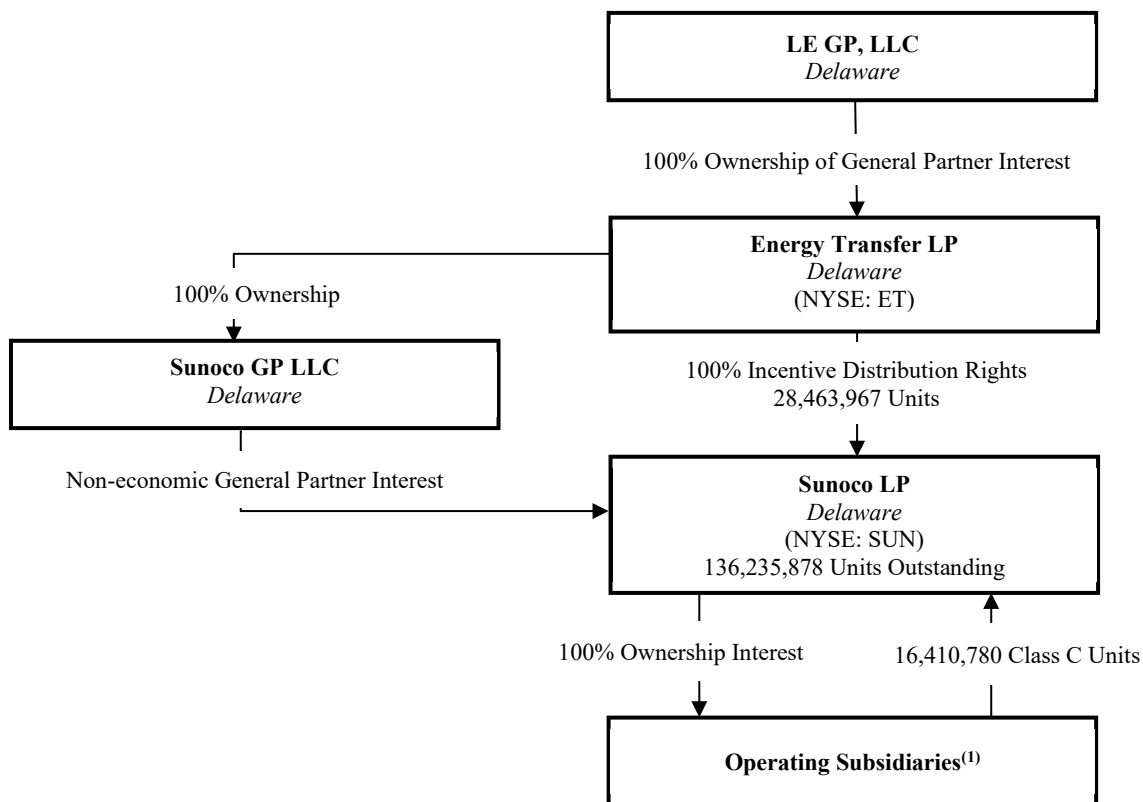 LE GP, LLC
Delaware
100% Ownership of General Partner Interest
Energy Transfer LP
Delaware
(NYSE: ET)
100% Ownership
Sunoco GP LLC
Delaware
100% Incentive Distribution Rights
28,463,967 Units
Non-economic General Partner Interest
Sunoco LP
Delaware
(NYSE: SUN)
136,235,878 Units Outstanding
100% Ownership Interest
16,410,780 Class C Units
Operating Subsidiaries(1)